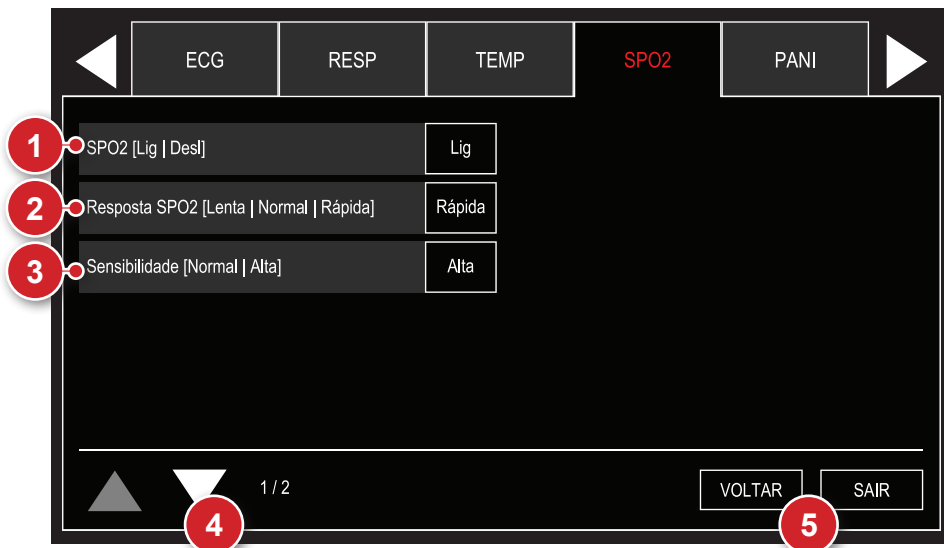 ECG RESP TEMP SPO2 PANI
1 SPO2 [Lig | Desl] Lig
2 Resposta SPO2 [Lenta | Normal | Rápida] Rápida
3 Sensibilidade [Normal | Alta] Alta
1 / 2 VOLTAR SAIR
4 5